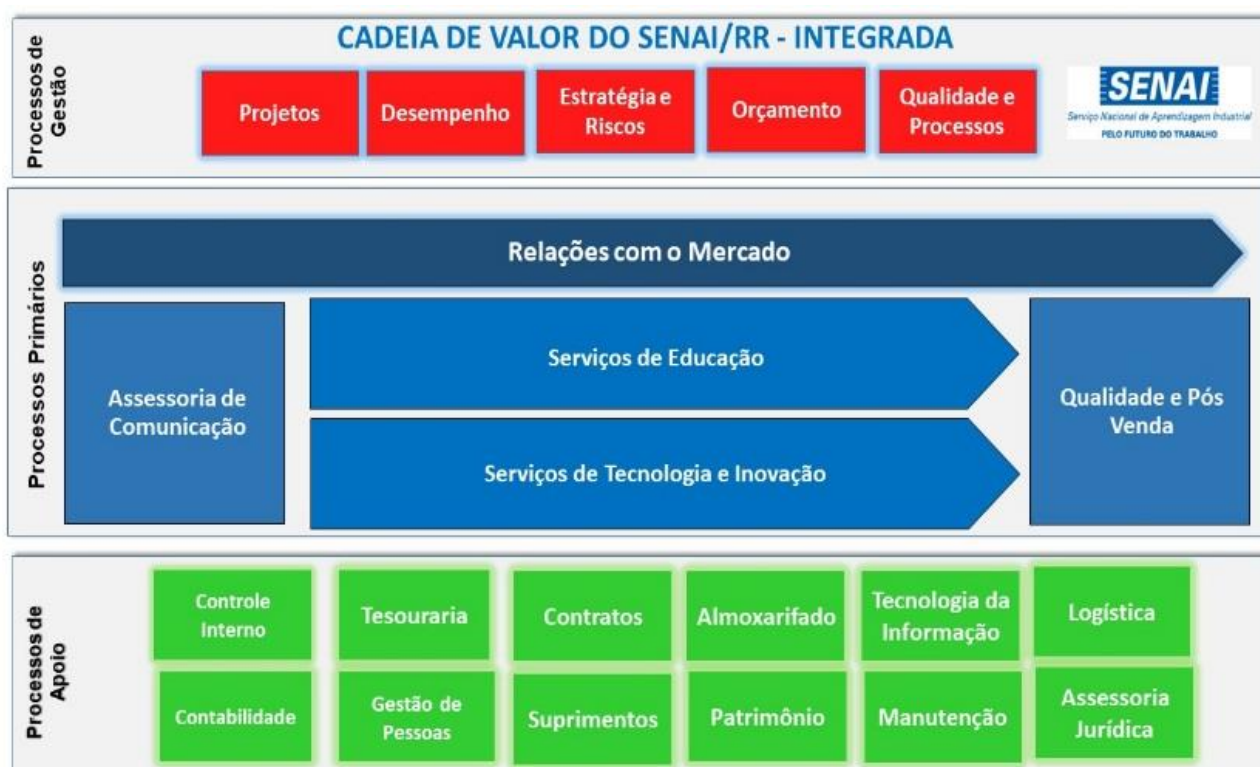 CADEIA DE VALOR DO SENAI/RR - INTEGRADA
Processos de
Gestão
Projetos
Desempenho
Estratégia e
Riscos
Orçamento
Qualidade e
Processos
SENAI
Serviço Nacional de Aprendizagem Industrial
PELO FUTURO DO TRABALHO
Processos Primários
Relações com o Mercado
Assessoria de
Comunicação
Serviços de Educação
Serviços de Tecnologia e Inovação
Qualidade e Pós
Venda
Processos de
Apoio
Controle
Interno
Tesouraria
Contratos
Almoxarifado
Tecnologia da
Informação
Logística
Contabilidade
Gestão de
Pessoas
Suprimentos
Patrimônio
Manutenção
Assessoria
Jurídica